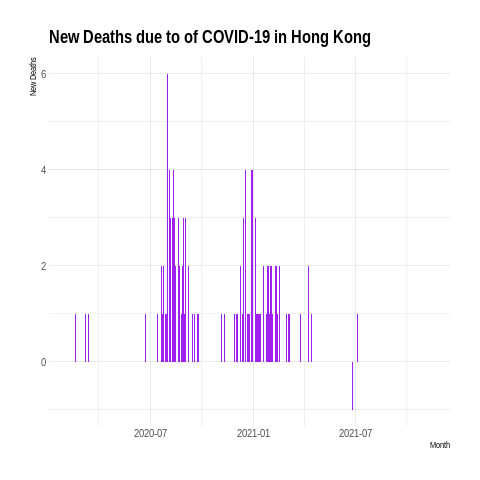 New Deaths due to of COVID-19 in Hong Kong
New Deaths
6
4
2
0
2020-07 2021-01 2021-07
Month